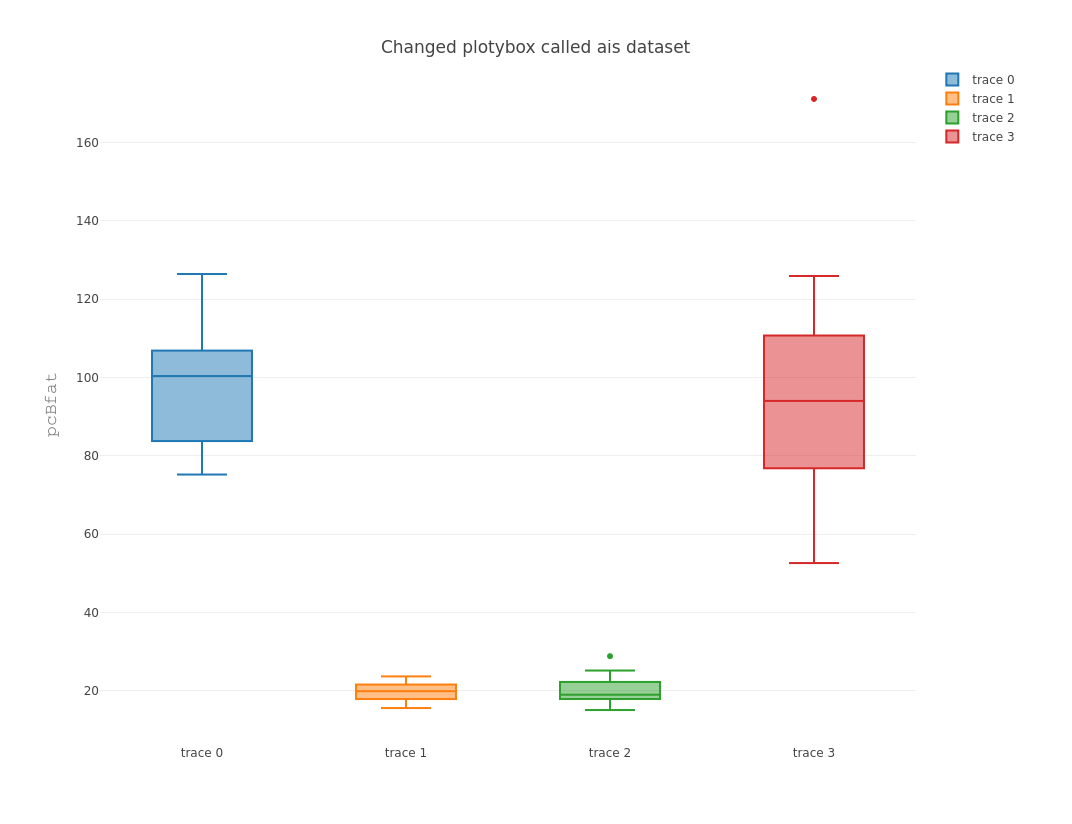 Changed plotybox called ais dataset
trace 0
trace 1
trace 2
trace 3
160
140
120
100
80
60
40
20
pcBfat
trace 0
trace 1
trace 2
trace 3